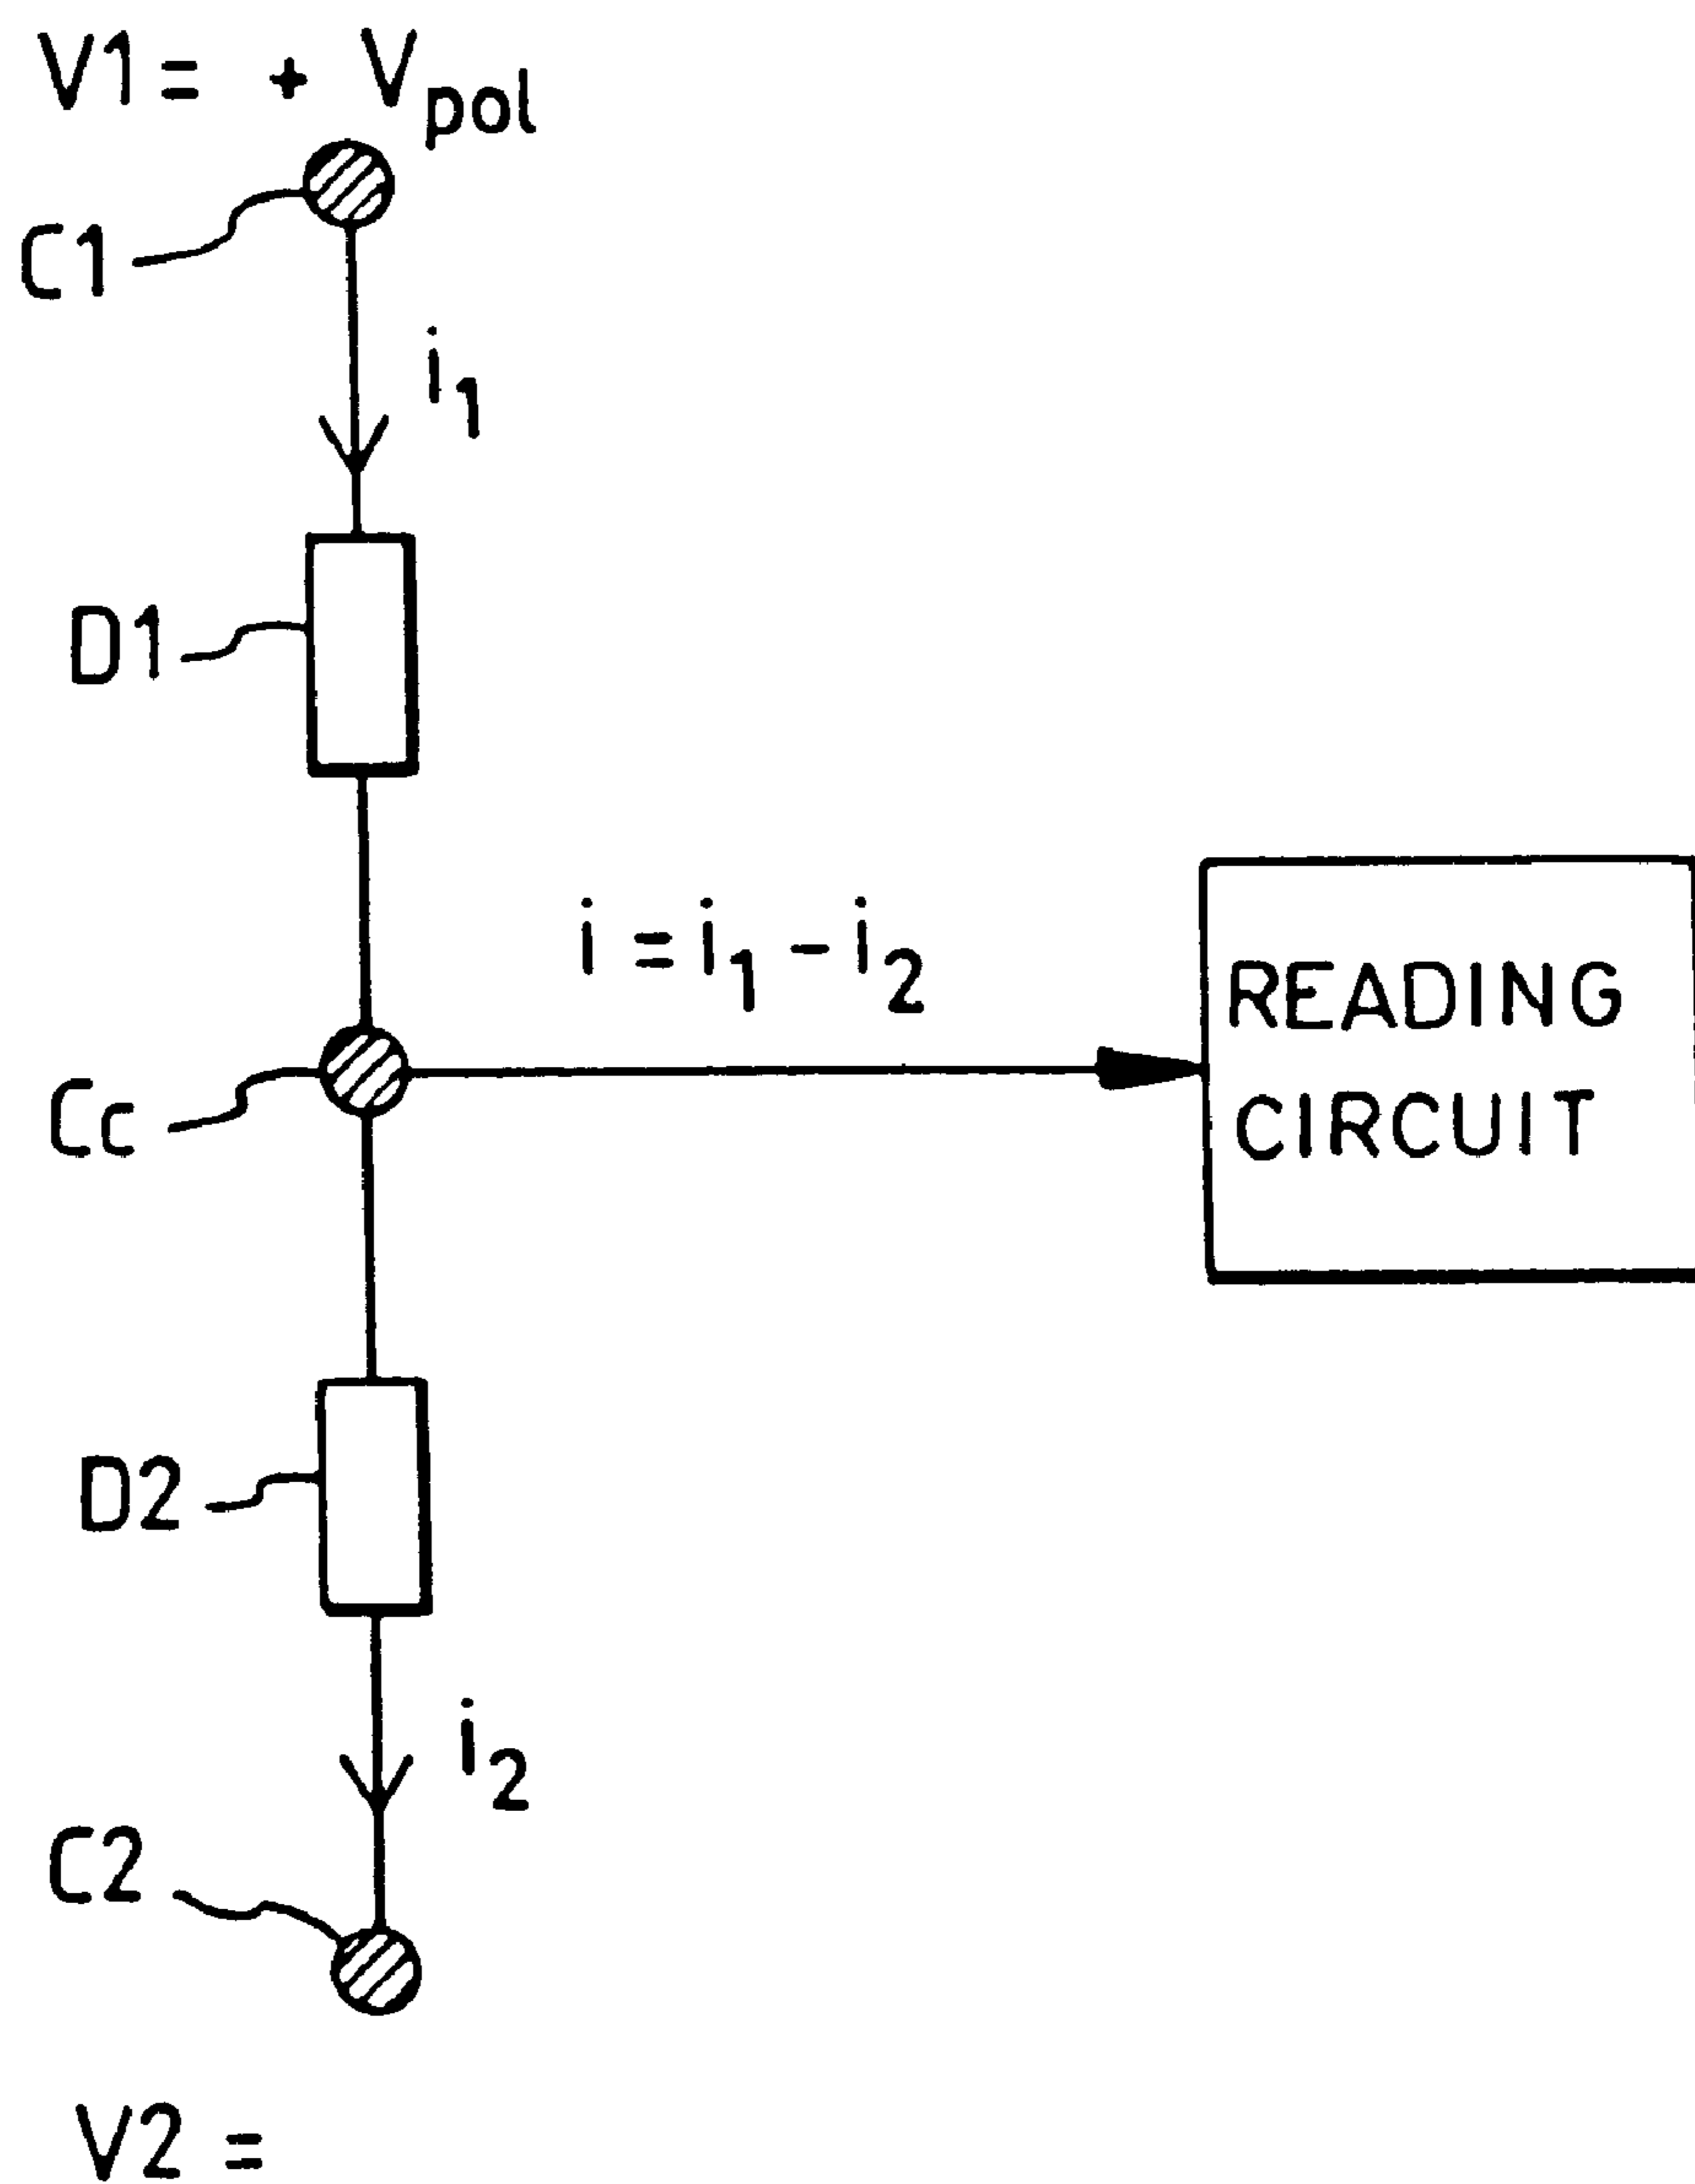 V1= + Vpol
C1
i1
D1
i = i1 - i2
READING
CIRCUIT
Cc
D2
i2
C2
V2 =